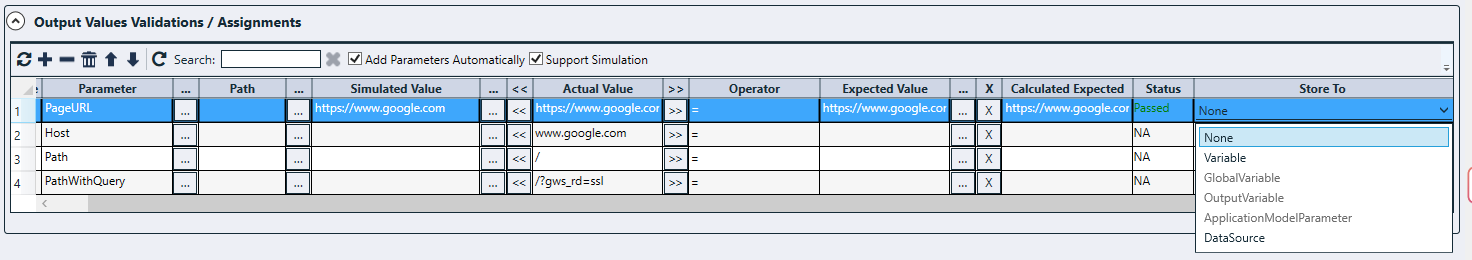 Output Values Validations / Assignments
Search: Add Parameters Automatically Support Simulation
Parameter ... Path ... Simulated Value ... << Actual Value >> Operator Expected Value ... X Calculated Expected Status Store To
1 PageURL ... ... https://www.google.com ... << https://www.google.cor >> = https://www.google.cor ... X https://www.google.com Passed None
2 Host ... ... ... << www.google.com >> = ... X NA
3 Path ... ... ... << / >> = ... X NA
4 PathWithQuery ... ... ... << /?gws_rd=ssl >> = ... X NA
None
Variable
GlobalVariable
OutputVariable
ApplicationModelParameter
DataSource